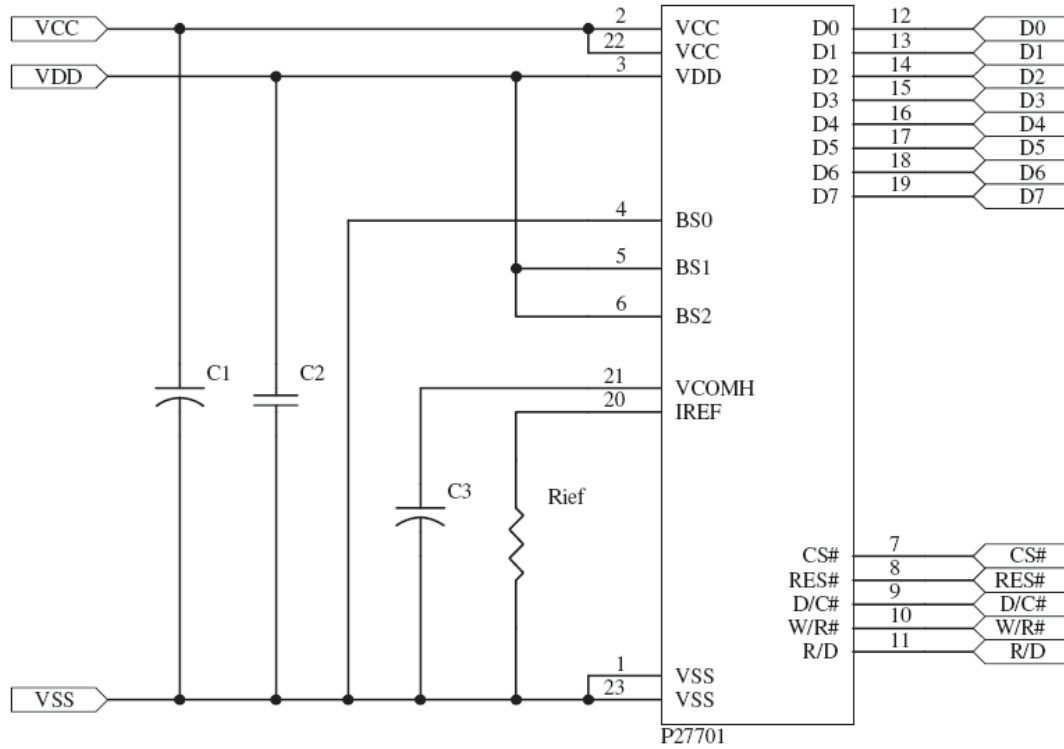 VCC 2 VCC D0 12 D0
22 VCC D1 13 D1
VDD 3 VDD D2 14 D2
D3 15 D3
D4 16 D4
D5 17 D5
D6 18 D6
D7 19 D7
4 BS0
5 BS1
6 BS2
C1 C2
21 VCOMH
20 IREF
C3 Rief
CS# 7 CS#
RES# 8 RES#
D/C# 9 D/C#
W/R# 10 W/R#
R/D 11 R/D
1 VSS
VSS 23 VSS
P27701